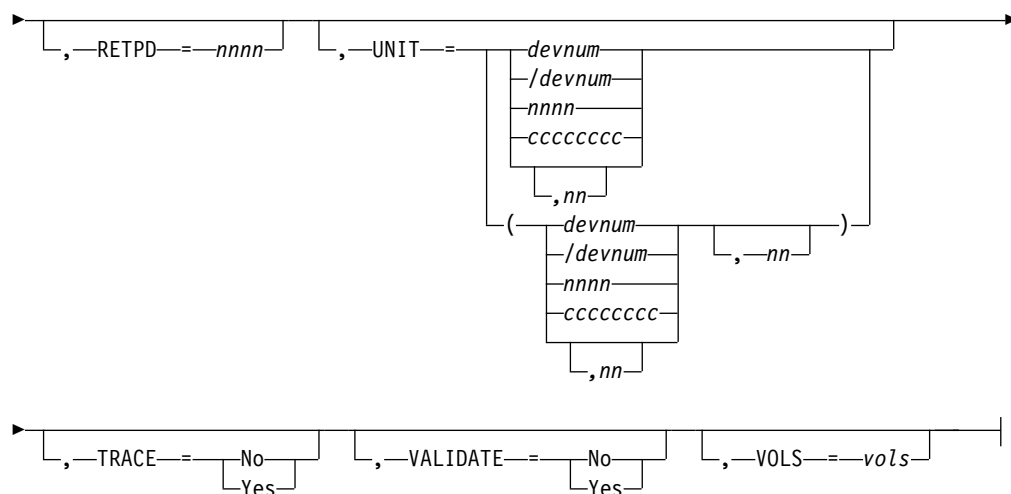 , RETPD = nnnn , UNIT = devnum
/devnum
nnnn
cccccccc
,nn
( devnum )
/devnum , nn
nnnn
cccccccc
,nn
, TRACE = No , VALIDATE = No , VOLS = vols
Yes Yes